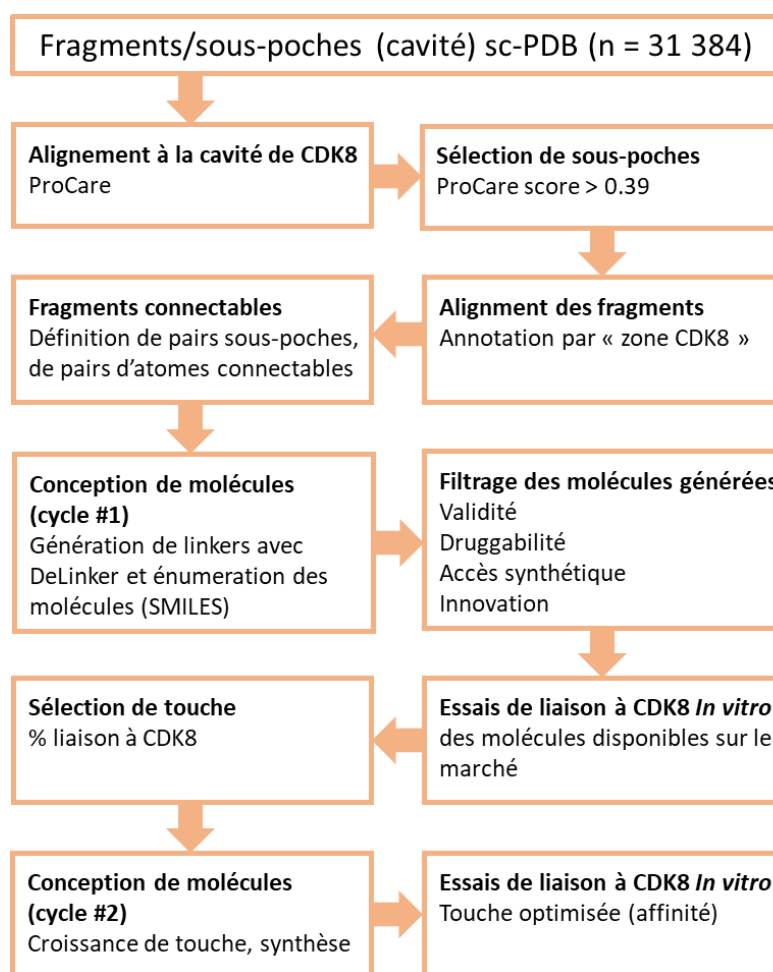 Fragments/sous-poches (cavité) sc-PDB (n = 31 384)
Alignement à la cavité de CDK8
ProCare
Sélection de sous-poches
ProCare score > 0.39
Alignment des fragments
Annotation par « zone CDK8 »
Fragments connectables
Définition de pairs sous-poches,
de pairs d’atomes connectables
Conception de molécules
(cycle #1)
Génération de linkers avec
DeLinker et énumeration des
molécules (SMILES)
Filtrage des molécules générées
Validité
Druggabilité
Accès synthétique
Innovation
Essais de liaison à CDK8 In vitro
des molécules disponibles sur le
marché
Sélection de touche
% liaison à CDK8
Conception de molécules
(cycle #2)
Croissance de touche, synthèse
Essais de liaison à CDK8 In vitro
Touche optimisée (affinité)